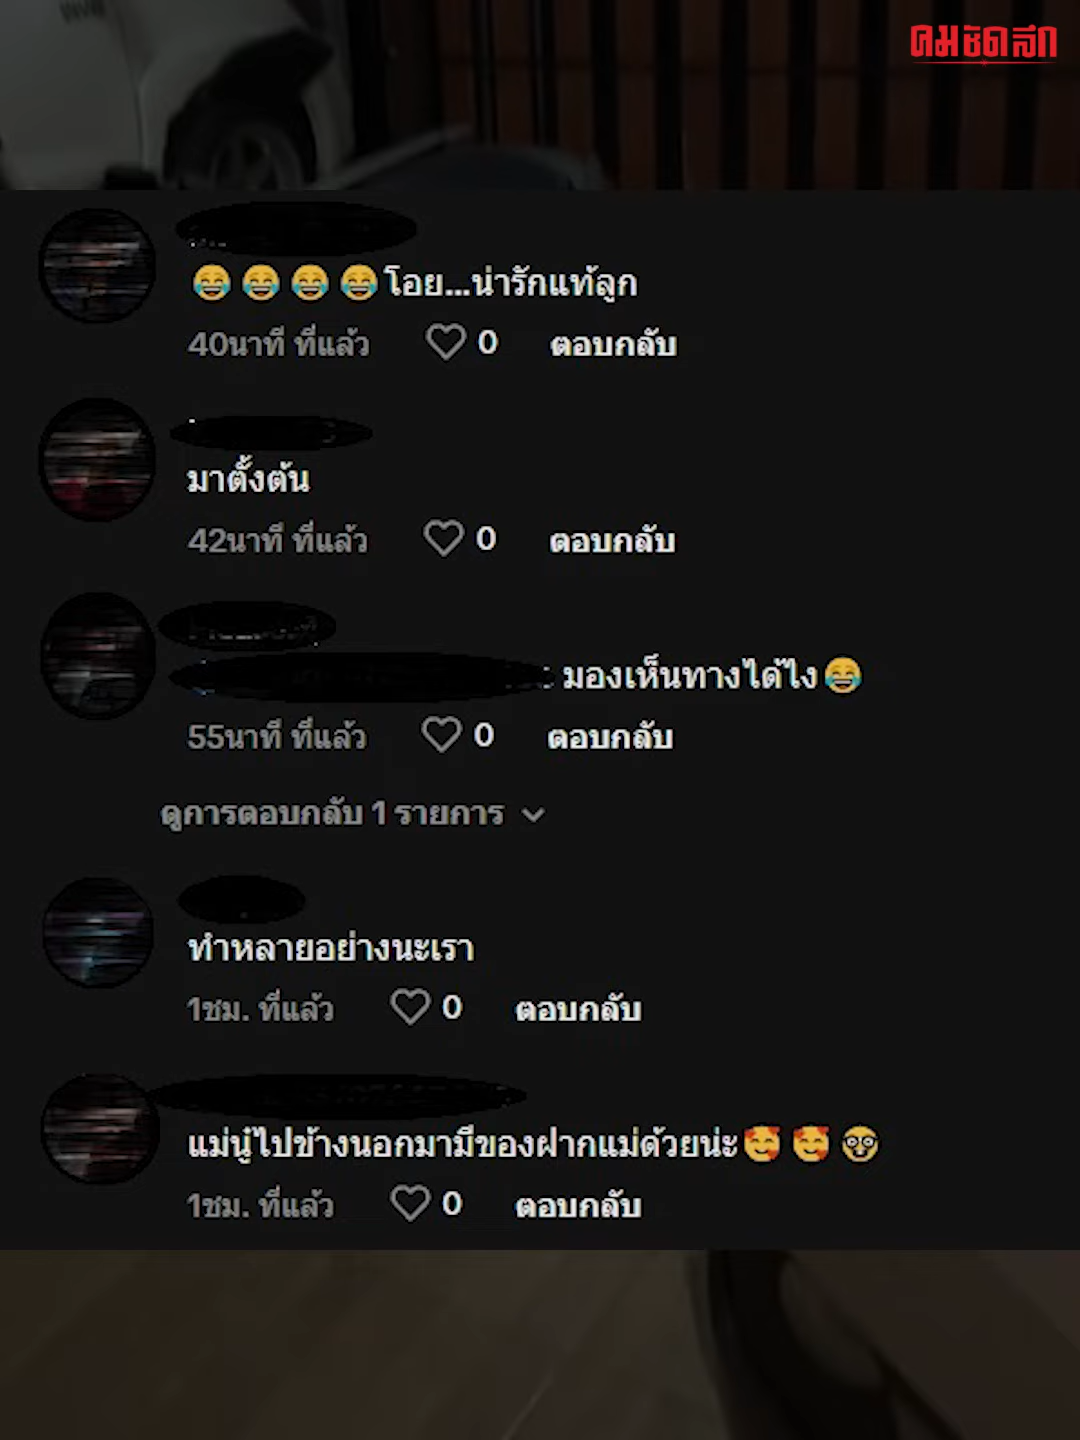 คมชัดลึก
😂😂😂😂โอย...น่ารักแท้ลูก
40นาที ที่แล้ว 0 ตอบกลับ
มาตั้งต้น
42นาที ที่แล้ว 0 ตอบกลับ
มองเห็นทางได้ไง😂
55นาที ที่แล้ว 0 ตอบกลับ
ดูการตอบกลับ 1 รายการ
ทำหลายอย่างนะเรา
1ชม. ที่แล้ว 0 ตอบกลับ
แม่นู๋ไปข้างนอกมามีของฝากแม่ด้วยน่ะ🥰🥰🥸
1ชม. ที่แล้ว 0 ตอบกลับ